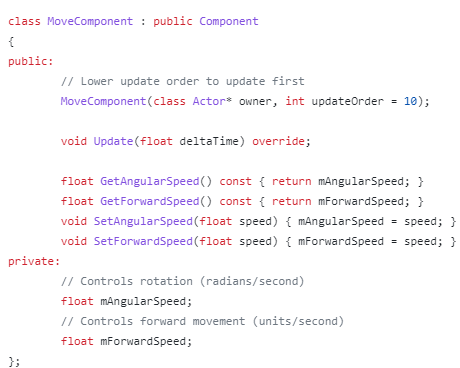 class MoveComponent : public Component
{
public:
// Lower update order to update first
MoveComponent(class Actor* owner, int updateOrder = 10);
void Update(float deltaTime) override;
float GetAngularSpeed() const { return mAngularSpeed; }
float GetForwardSpeed() const { return mForwardSpeed; }
void SetAngularSpeed(float speed) { mAngularSpeed = speed; }
void SetForwardSpeed(float speed) { mForwardSpeed = speed; }
private:
// Controls rotation (radians/second)
float mAngularSpeed;
// Controls forward movement (units/second)
float mForwardSpeed;
};